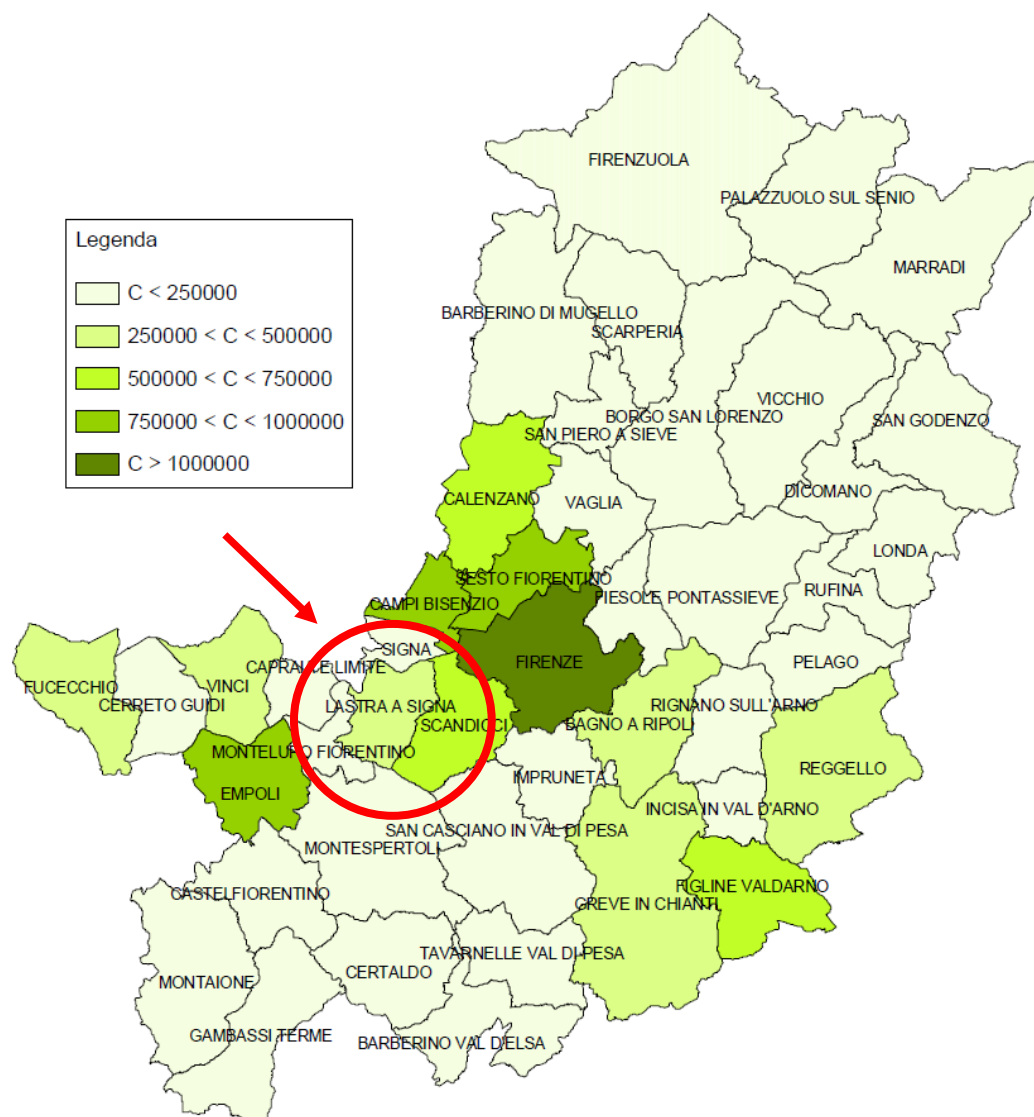 FIRENZUOLA
PALAZZUOLO SUL SENIO
Legenda
MARRADI
C < 250000
BARBERINO DI MUGELLO
SCARPERIA
250000 < C < 500000
500000 < C < 750000
VICCHIO
750000 < C < 1000000
BORGO SAN LORENZO
SAN GODENZO
SAN PIERO A SIEVE
C > 1000000
CALENZANO
VAGLIA
DICOMANO
LONDA
SESTO FIORENTINO
RUFINA
CAMPI BISENZIO
FIESOLE
PONTASSIEVE
SIGNA
FIRENZE
PELAGO
CAPRAIA E LIMITE
FUCECCHIO
VINCI
CERRETO GUIDI
LASTRA A SIGNA
RIGNANO SULL'ARNO
SCANDICCI
BAGNO A RIPOLI
MONTELUPO FIORENTINO
REGGELLO
IMPRUNETA
EMPOLI
INCISA IN VAL D'ARNO
SAN CASCIANO IN VAL DI PESA
MONTESPERTOLI
FIGLINE VALDARNO
CASTELFIORENTINO
GREVE IN CHIANTI
TAVARNELLE VAL DI PESA
CERTALDO
MONTAIONE
GAMBASSI TERME
BARBERINO VAL D'ELSA